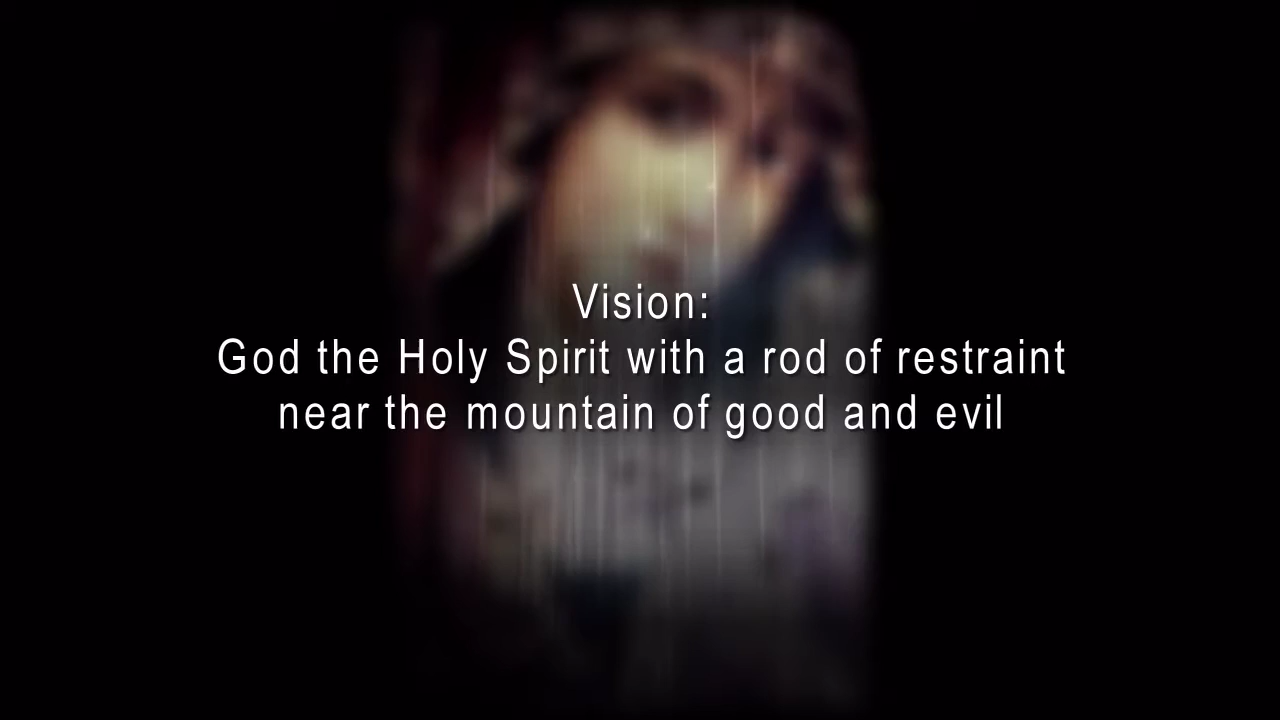 Vision:
God the Holy Spirit with a rod of restraint
near the mountain of good and evil